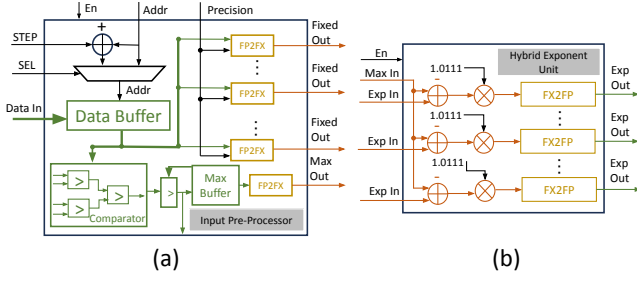 En
Addr
Precision
STEP
+
SEL
Addr
Data In
Data Buffer
FP2FX
Fixed
Out
FP2FX
Fixed
Out
FP2FX
Fixed
Out
Max
Out
>
>
>
Comparator
>
Max
Buffer
FP2FX
Input Pre-Processor
(a)
En
Max In
Exp In
Exp In
Exp In
Hybrid Exponent
Unit
1.0111
-
FX2FP
Exp
Out
1.0111
-
FX2FP
Exp
Out
1.0111
-
FX2FP
Exp
Out
(b)